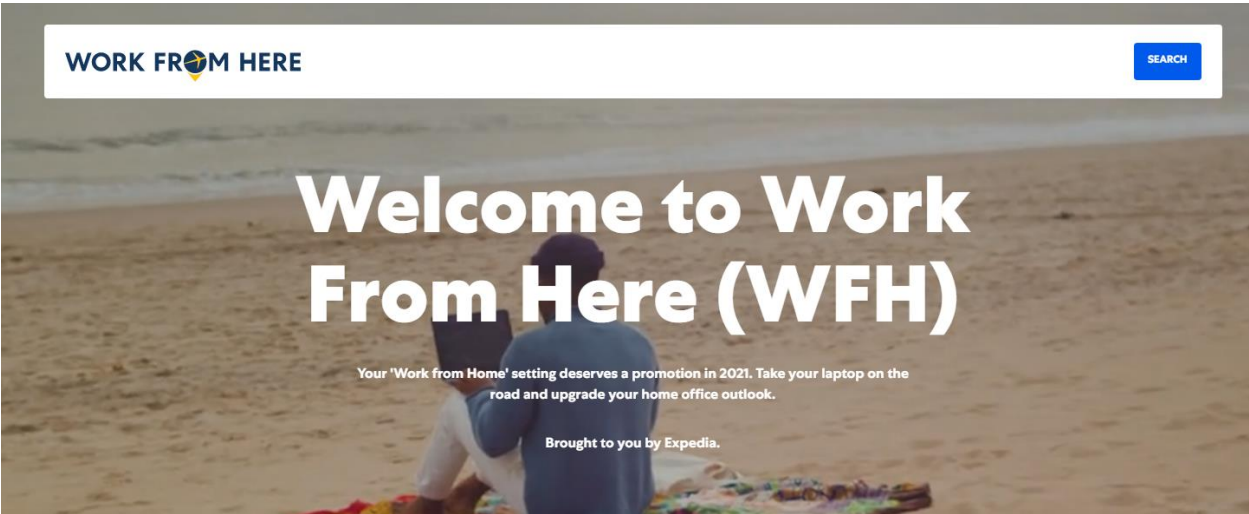 WORK FROM HERE
SEARCH
Welcome to Work
From Here (WFH)
Your 'Work from Home' setting deserves a promotion in 2021. Take your laptop on the
road and upgrade your home office outlook.
Brought to you by Expedia.